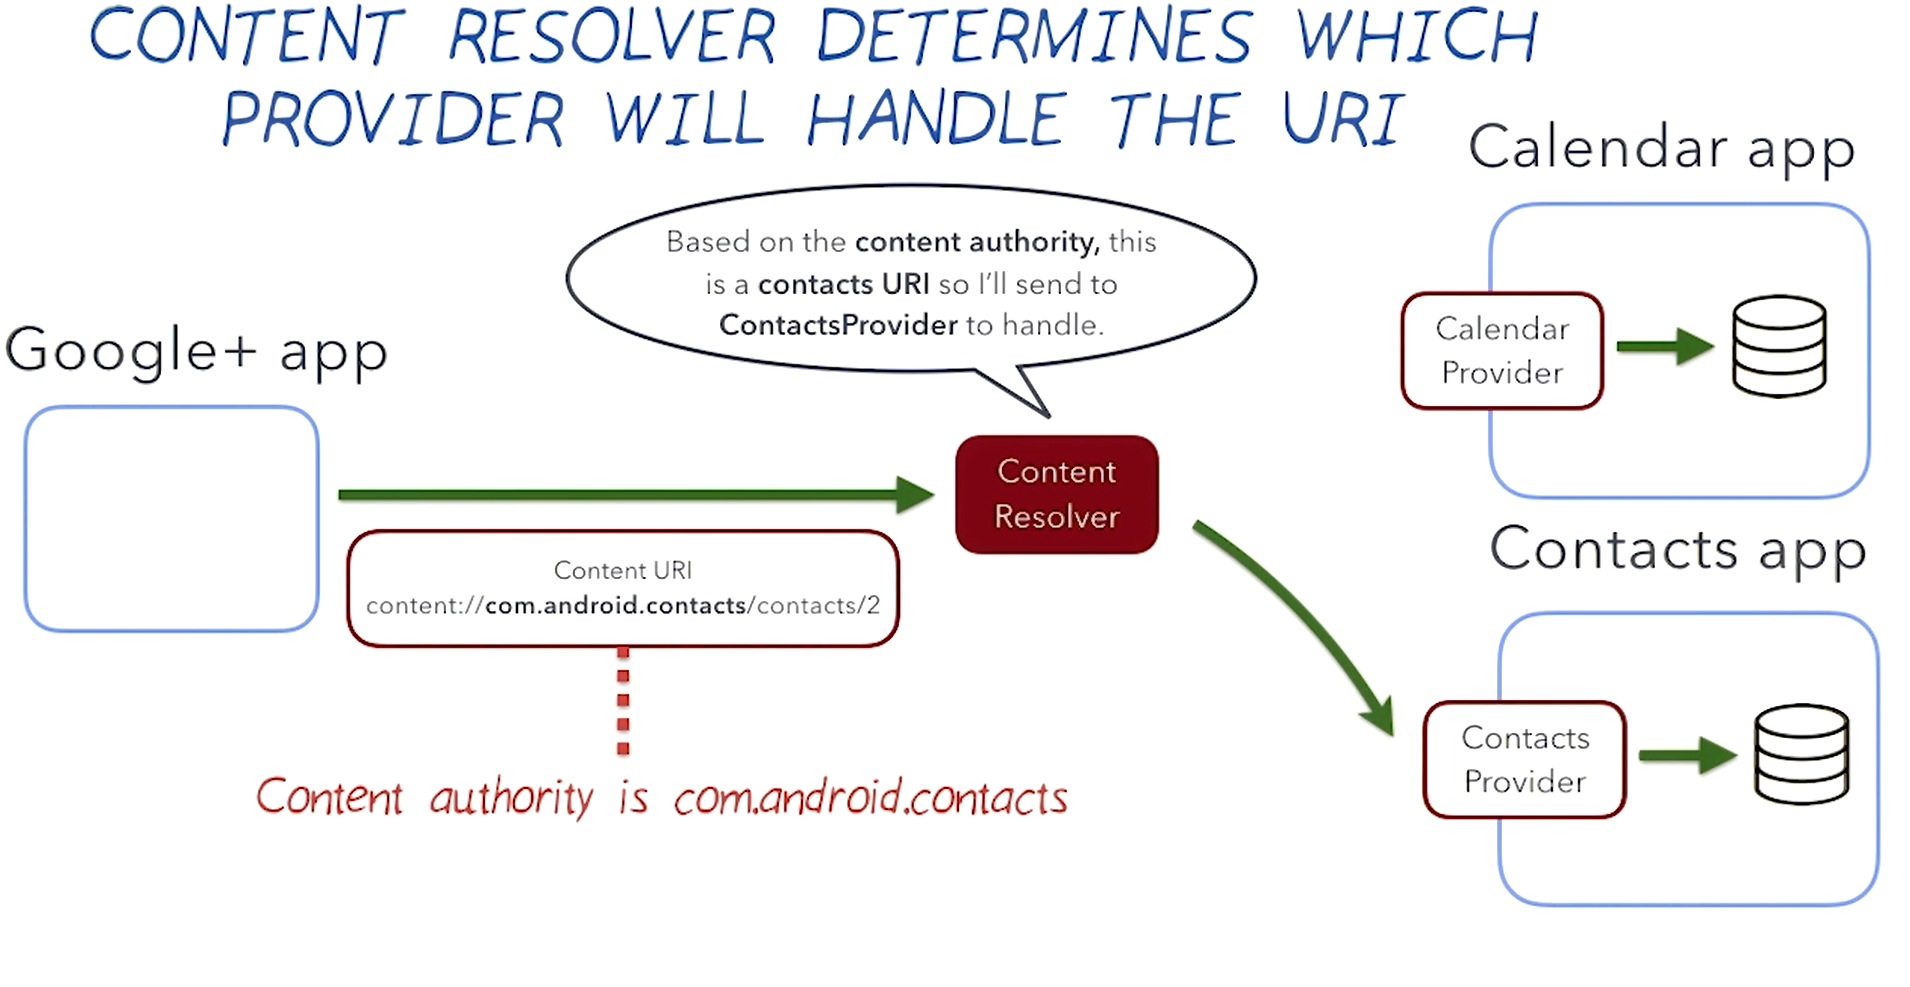 CONTENT RESOLVER DETERMINES WHICH
PROVIDER WILL HANDLE THE URI
Calendar app
Based on the content authority, this
is a contacts URI so I'll send to
ContactsProvider to handle.
Calendar
Provider
Google+ app
Content
Resolver
Contacts app
Content URI
content://com.android.contacts/contacts/2
Contacts
Provider
Content authority is com.android.contacts